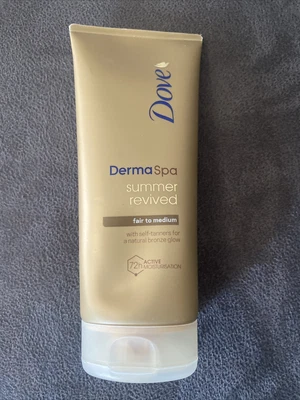 Dove
DermaSpa
summer
revived
fair to medium
with self-tanners for
a natural bronze glow
72h
ACTIVE
MOISTURISATION